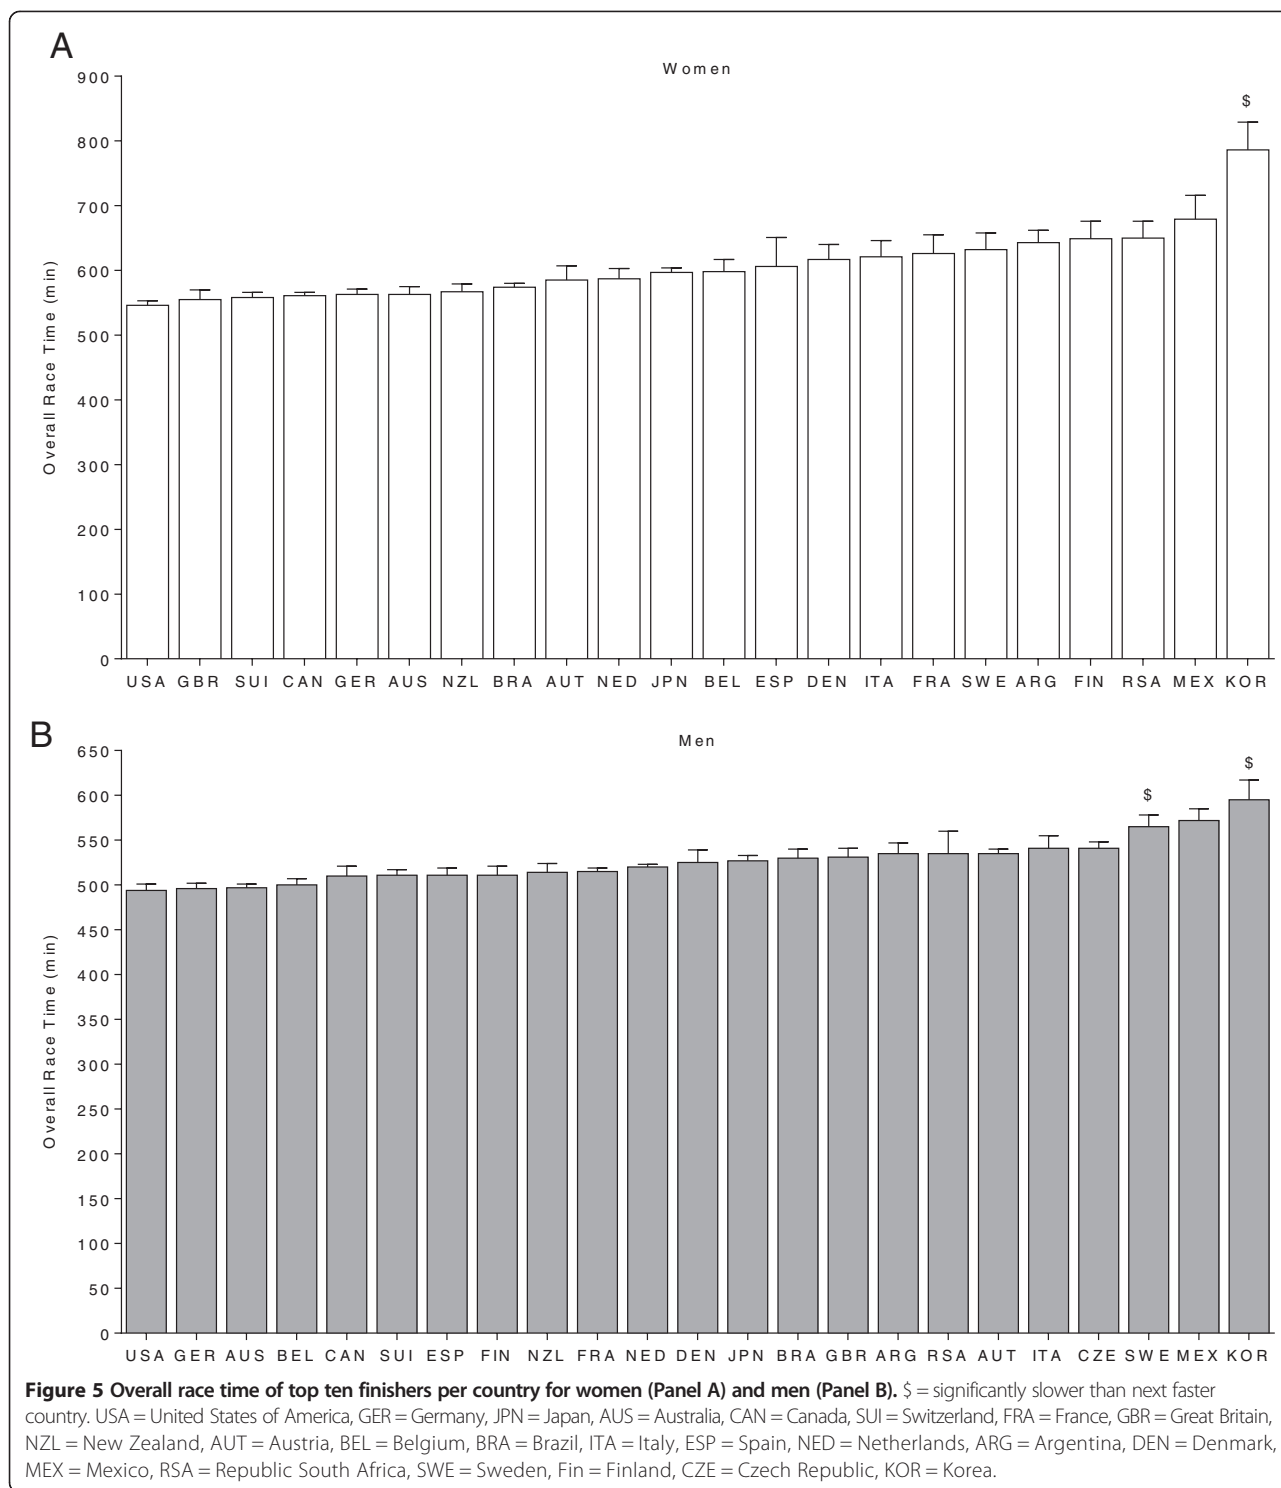 A
Women
Overall Race Time (min)
900
800
700
600
500
400
300
200
100
0
$
USA GBR SUI CAN GER AUS NZL BRA AUT NED JPN BEL ESP DEN ITA FRA SWE ARG FIN RSA MEX KOR
B
Men
Overall Race Time (min)
650
600
550
500
450
400
350
300
250
200
150
100
50
0
$ $
USA GER AUS BEL CAN SUI ESP FIN NZL FRA NED DEN JPN BRA GBR ARG RSA AUT ITA CZE SWE MEX KOR
Figure 5 Overall race time of top ten finishers per country for women (Panel A) and men (Panel B). $ = significantly slower than next faster
country. USA = United States of America, GER = Germany, JPN = Japan, AUS = Australia, CAN = Canada, SUI = Switzerland, FRA = France, GBR = Great Britain,
NZL = New Zealand, AUT = Austria, BEL = Belgium, BRA = Brazil, ITA = Italy, ESP = Spain, NED = Netherlands, ARG = Argentina, DEN = Denmark,
MEX = Mexico, RSA = Republic South Africa, SWE = Sweden, Fin = Finland, CZE = Czech Republic, KOR = Korea.